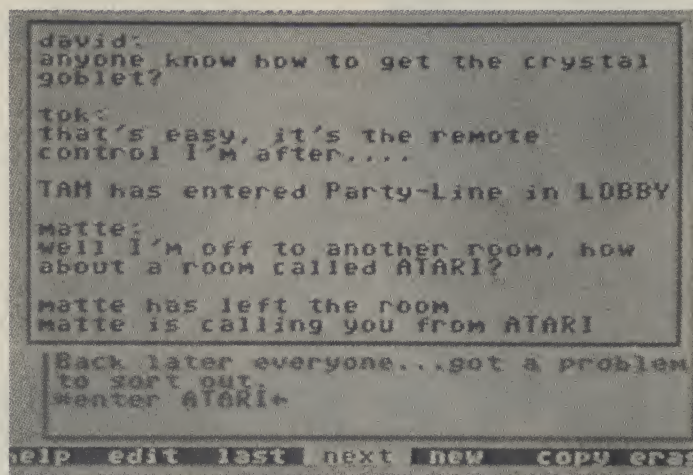 david:
anyone know how to get the crystal
goblet?
tok:
that's easy, it's the remote
control I'm after....
TAM has entered Party-Line in LOBBY
matte:
Well I'm off to another room, how
about a room called ATARI?
matte has left the room
matte is calling you from ATARI
Back later everyone...got a problem
to sort out.
*enter ATARI←
help edit last next new copy eras